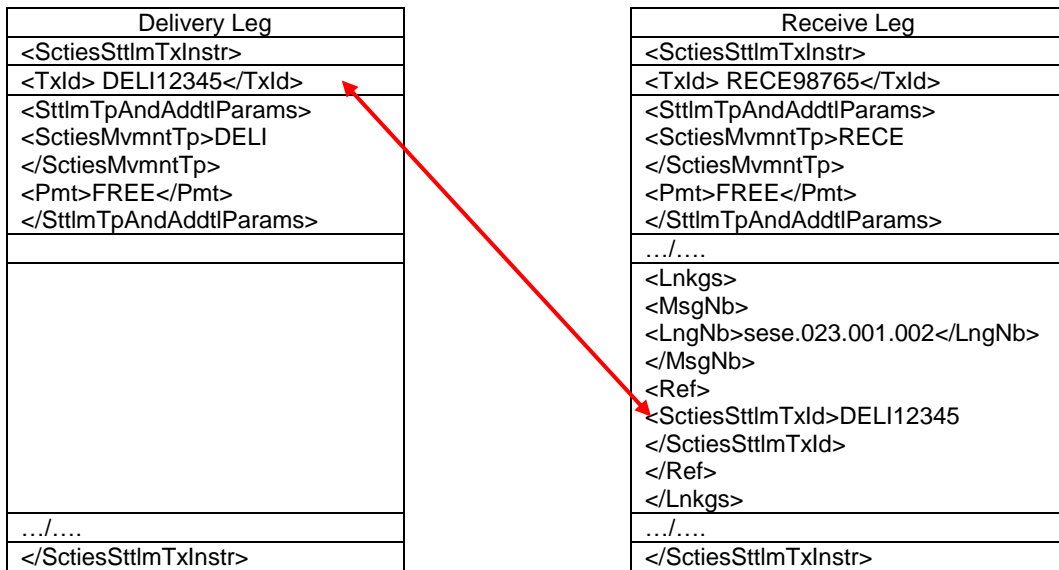 Delivery Leg
<SctiesSttlmTxInstr>
<TxId> DELI12345</TxId>
<SttlmTpAndAddtlParams>
<SctiesMvmntTp>DELI
</SctiesMvmntTp>
<Pmt>FREE</Pmt>
</SttlmTpAndAddtlParams>
…/….
</SctiesSttlmTxInstr>
Receive Leg
<SctiesSttlmTxInstr>
<TxId> RECE98765</TxId>
<SttlmTpAndAddtlParams>
<SctiesMvmntTp>RECE
</SctiesMvmntTp>
<Pmt>FREE</Pmt>
</SttlmTpAndAddtlParams>
…/….
<Lnkgs>
<MsgNb>
<LngNb>sese.023.001.002</LngNb>
</MsgNb>
<Ref>
<SctiesSttlmTxId>DELI12345
</SctiesSttlmTxId>
</Ref>
</Lnkgs>
…/….
</SctiesSttlmTxInstr>